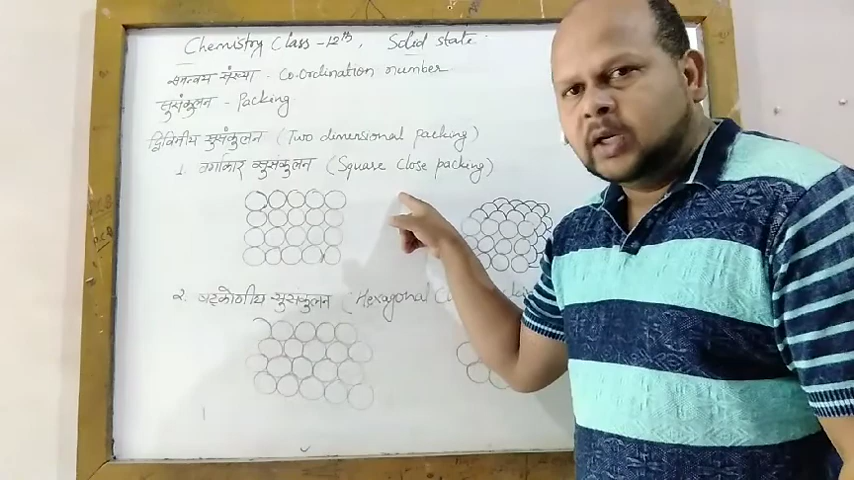 Chemistry Class -12th, Solid state.
समन्वय संख्या - Co-Ordination number
सुसंकुलन - Packing
द्विविमीय सुसंकुलन (Two dimensional packing)
1. वर्गाकार सुसंकुलन (Square close packing)
2. षट्कोणीय सुसंकुलन (Hexagonal